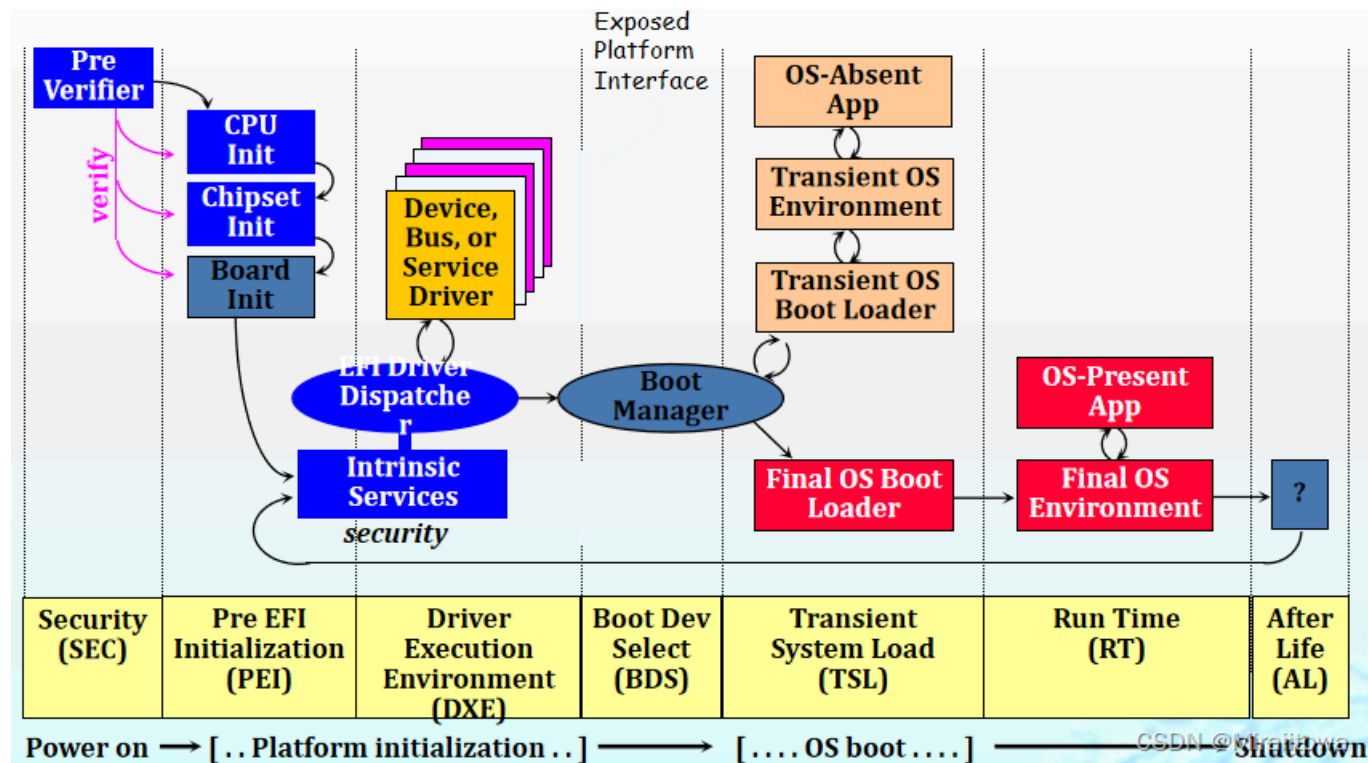 Exposed
Platform
Interface
Pre
Verifier
verify
CPU
Init
Chipset
Init
Board
Init
Device,
Bus, or
Service
Driver
EFI Driver
Dispatche
r
Intrinsic
Services
security
Boot
Manager
OS-Absent
App
Transient OS
Environment
Transient OS
Boot Loader
Final OS Boot
Loader
OS-Present
App
Final OS
Environment
?
Security
(SEC)
Pre EFI
Initialization
(PEI)
Driver
Execution
Environment
(DXE)
Boot Dev
Select
(BDS)
Transient
System Load
(TSL)
Run Time
(RT)
After
Life
(AL)
Power on [ . . Platform initialization . . ] [ . . . . OS boot . . . . ] Shutdown